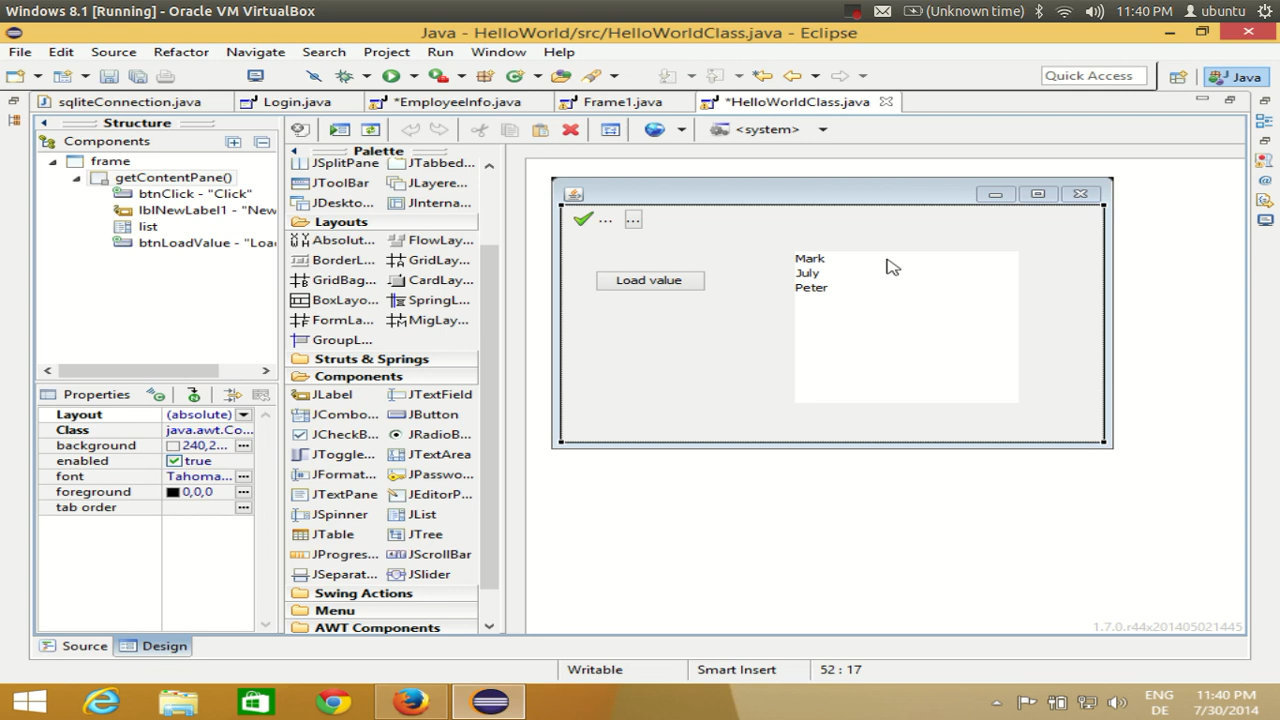 Windows 8.1 [Running] - Oracle VM VirtualBox
(Unknown time) 11:40 PM ubuntu
Java - HelloWorld/src/HelloWorldClass.java - Eclipse
File Edit Source Refactor Navigate Search Project Run Window Help
Quick Access Java
sqliteConnection.java Login.java *EmployeeInfo.java Frame1.java *HelloWorldClass.java
Structure
Components
frame
getContentPane()
btnClick - "Click"
lblNewLabel1 - "New
list
btnLoadValue - "Loa
<system>
Palette
JSplitPane JTabbed...
JToolBar JLayere...
JDeskto... JInterna...
Layouts
Absolut... FlowLay...
BorderL... GridLay...
GridBag... CardLay...
BoxLayo... SpringL...
FormLa... MigLay...
GroupL...
Struts & Springs
Components
JLabel JTextField
JCombo... JButton
JCheckB... JRadioB...
JToggle... JTextArea
JFormat... JPasswo...
JTextPane JEditorP...
JSpinner JList
JTable JTree
JProgres... JScrollBar
JSeparat... JSlider
Swing Actions
Menu
AWT Components
... ...
Load value
Mark
July
Peter
Properties
Layout (absolute)
Class java.awt.Co...
background 240,2... ...
enabled true
font Tahoma... ...
foreground 0,0,0 ...
tab order ...
1.7.0.r44x201405021445
Source Design
Writable Smart Insert 52 : 17
ENG 11:40 PM
DE 7/30/2014